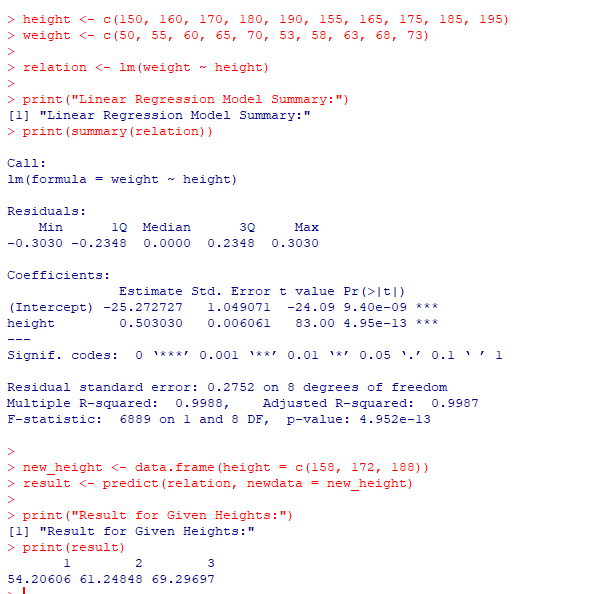 > height <- c(150, 160, 170, 180, 190, 155, 165, 175, 185, 195)
> weight <- c(50, 55, 60, 65, 70, 53, 58, 63, 68, 73)
>
> relation <- lm(weight ~ height)
>
> print("Linear Regression Model Summary:")
[1] "Linear Regression Model Summary:"
> print(summary(relation))

Call:
lm(formula = weight ~ height)

Residuals:
    Min      1Q  Median      3Q     Max
-0.3030 -0.2348  0.0000  0.2348  0.3030

Coefficients:
              Estimate Std. Error t value Pr(>|t|)
(Intercept) -25.272727   1.049071  -24.09 9.40e-09 ***
height        0.503030   0.006061   83.00 4.95e-13 ***
---
Signif. codes:  0 ‘***’ 0.001 ‘**’ 0.01 ‘*’ 0.05 ‘.’ 0.1 ‘ ’ 1

Residual standard error: 0.2752 on 8 degrees of freedom
Multiple R-squared:  0.9988,    Adjusted R-squared:  0.9987
F-statistic:  6889 on 1 and 8 DF,  p-value: 4.952e-13

>
> new_height <- data.frame(height = c(158, 172, 188))
> result <- predict(relation, newdata = new_height)
>
> print("Result for Given Heights:")
[1] "Result for Given Heights:"
> print(result)
       1        2        3
54.20606 61.24848 69.29697
>